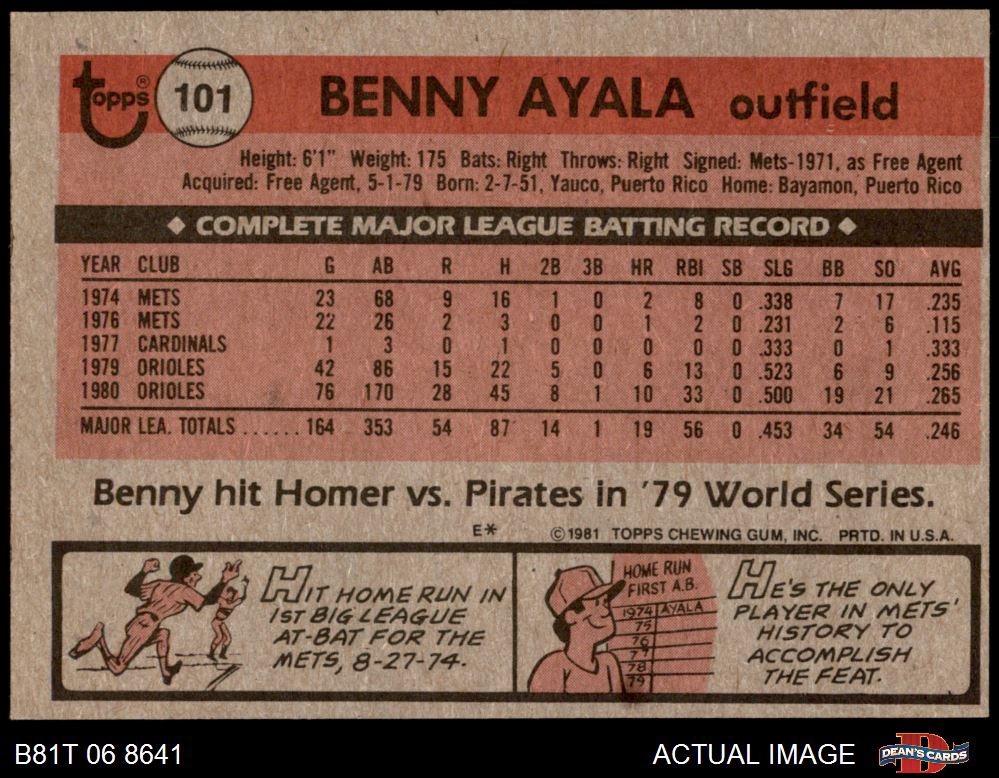 topps® 101 BENNY AYALA outfield
Height: 6'1" Weight: 175 Bats: Right Throws: Right Signed: Mets-1971, as Free Agent
Acquired: Free Agent, 5-1-79 Born: 2-7-51, Yauco, Puerto Rico Home: Bayamon, Puerto Rico
◆ COMPLETE MAJOR LEAGUE BATTING RECORD ◆
YEAR CLUB G AB R H 2B 3B HR RBI SB SLG BB SO AVG
1974 METS 23 68 9 16 1 0 2 8 0 .338 7 17 .235
1976 METS 22 26 2 3 0 0 1 2 0 .231 2 6 .115
1977 CARDINALS 1 3 0 1 0 0 0 0 0 .333 0 1 .333
1979 ORIOLES 42 86 15 22 5 0 6 13 0 .523 6 9 .256
1980 ORIOLES 76 170 28 45 8 1 10 33 0 .500 19 21 .265
MAJOR LEA. TOTALS ...... 164 353 54 87 14 1 19 56 0 .453 34 54 .246
Benny hit Homer vs. Pirates in '79 World Series.
E* ©1981 TOPPS CHEWING GUM, INC. PRTD. IN U.S.A.
HIT HOME RUN IN
1ST BIG LEAGUE
AT-BAT FOR THE
METS, 8-27-74.
HOME RUN
FIRST A.B.
1974 AYALA
75
76
77
78
79
HE'S THE ONLY
PLAYER IN METS'
HISTORY TO
ACCOMPLISH
THE FEAT.
B81T 06 8641 ACTUAL IMAGE DEAN'S CARDS